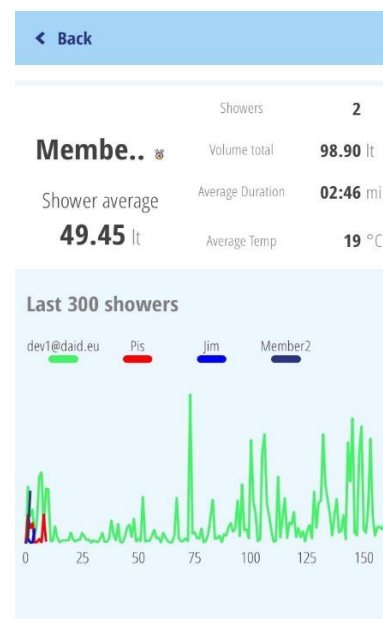 Back
Showers 2
Membe..
Volume total 98.90 lt
Shower average
Average Duration 02:46 mi
49.45 lt
Average Temp 19 °C
Last 300 showers
dev1@daid.eu Pis Jim Member2
0 25 50 75 100 125 150